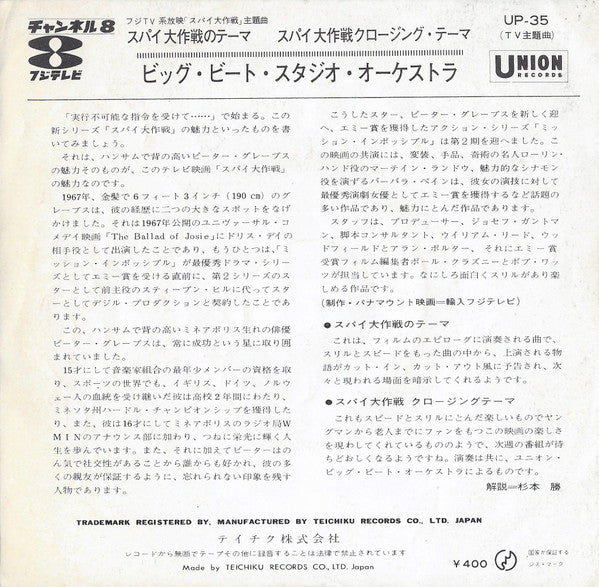 チャンネル8
8
フジテレビ
フジTV系放映「スパイ大作戦」主題曲
スパイ大作戦のテーマ　スパイ大作戦クロージング・テーマ
ビッグ・ビート・スタジオ・オーケストラ
UP-35
(TV主題曲)
UNION
RECORDS
「実行不可能な指令を受けて……」で始まる。この
新シリーズ「スパイ大作戦」の魅力といったものを書
いてみましょう。
それは、ハンサムで背の高いピーター・グレーブス
の魅力そのものが、このテレビ映画「スパイ大作戦」
の魅力なのです。
1967年、金髪で6フィート3インチ（190cm）のグ
レーブスは、彼の経歴に二つの大きなスポットをなげ
かけました。それは1967年公開のユニヴァーサル・コ
メデイ映画「The Ballad of Josie」にドリス・デイの
相手役として出演したことであり、もうひとつは、「ミ
ッション・インポッシブル」が最優秀ドラマ・シリー
ズとしてエミー賞を受ける直前に、第2シリーズのス
ターとして前主役のスティーブン・ヒルに代ってスタ
ーとしてデジル・プロダクションと契約したことであ
ります。
この、ハンサムで背の高いミネアポリス生れの俳優
ピーター・グレーブスは、常に成功という星に取り囲
まれていました。
15才にして音楽家組合の最年少メンバーの資格を取
り、スポーツの世界でも、イギリス、ドイツ、ノルウ
ェー人の血統を受け継いだ彼は高校2年間にわたり、
ミネソタ州ハードル・チャンピオンシップを獲得した
り、また、彼は16才にしてミネアポリスのラジオ局W
MINのアナウンス部に加わり、つねに栄光に輝く人
生を歩んでいます。また、それに加えてピーターはの
ん気で社交性があることから誰からも好かれ、彼の多
くの親友が保証するように、忘れられない印象を残す
人物であります。
こうしたスター、ピーター・グレーブスを新しく迎
へ、エミー賞を獲得したアクション・シリーズ「ミッ
ション・インポッシブル」は第2期を迎へました。こ
の映画の共演には、変装、手品、奇術の名人ローリン・
ハンド役のマーティン・ランドウ、魅力的なシナモン
役を演ずるバーバラ・ベインは、彼女の演技に対して
最優秀演劇女優としてエミー賞を獲得するなど話題の
多い作品であり、魅力にとんだ作品であります。
スタッフは、プロデューサー、ジョセフ・ガントマ
ン、脚本コンサルタント、ウイリアム・リード、ウッ
ドフィールドとアラン・ボルター、それにエミー賞
受賞フィルム編集者ポール・クラズニーとボブ・ワッ
ツが担当しています。なにしろ面白くスリルがあり楽
しめる作品です。
(制作・パナマウント映画＝輸入フジテレビ)
●スパイ大作戦のテーマ
これは、フィルムのエピローグに演奏される曲で、
スリルとスピードをもった曲の中から、上演される物
語がカット・イン、カット・アウト風に予告され、次
々と現われる場面を暗示してくれるようです。
●スパイ大作戦 クロージングテーマ
これもスピードとスリルにとんだ楽しいものでヤン
グマンから老人までにファンをもつこの映画の楽しさ
を現わしてくれているもののようで、次週の番組が待
ちどおしくなるようですね。演奏は共に、ユニオン・
ビッグ・ビート・オーケストラによるものです。
解説＝杉本 勝
TRADEMARK REGISTERED BY, MANUFACTURED BY TEICHIKU RECORDS CO., LTD. JAPAN
テイチク株式会社
レコードから無断でテープその他に録音することは法律で禁止されています。
Made by TEICHIKU RECORDS CO., LTD. JAPAN
￥400
国家が保証する
ジス・マーク